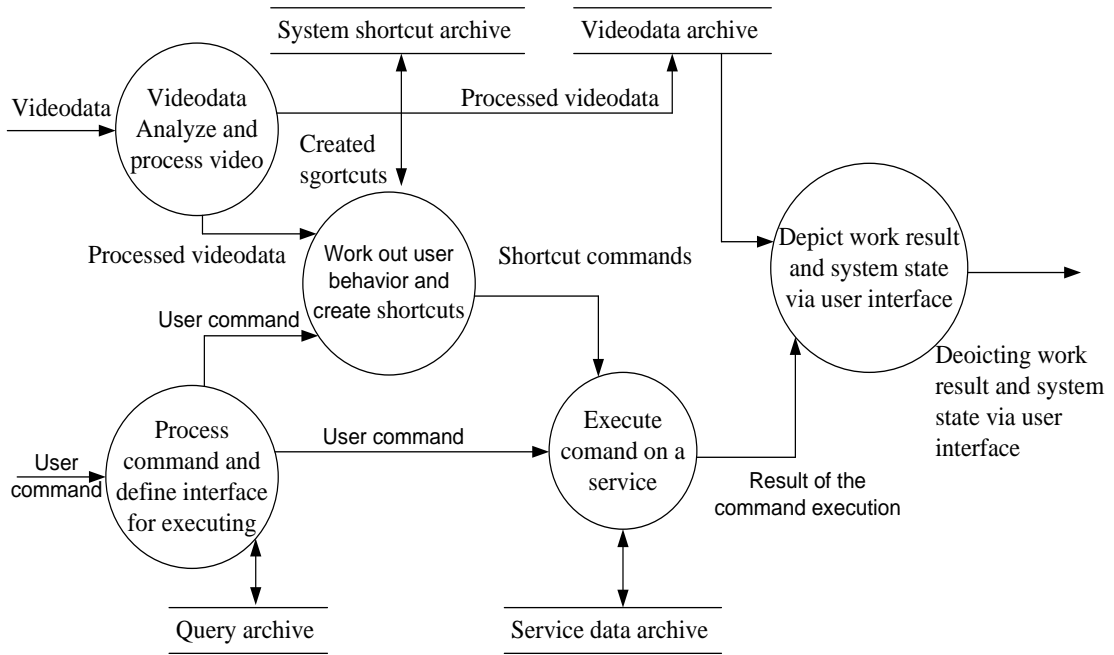 System shortcut archive
Videodata archive
Videodata
Videodata
Analyze and
process video
Processed videodata
Created
sgortcuts
Processed videodata
Work out user
behavior and
create shortcuts
Shortcut commands
Depict work result
and system state
via user interface
User command
Deoicting work
result and system
state via user
interface
User
command
Process
command and
define interface
for executing
User command
Execute
comand on a
service
Result of the
command execution
Query archive
Service data archive